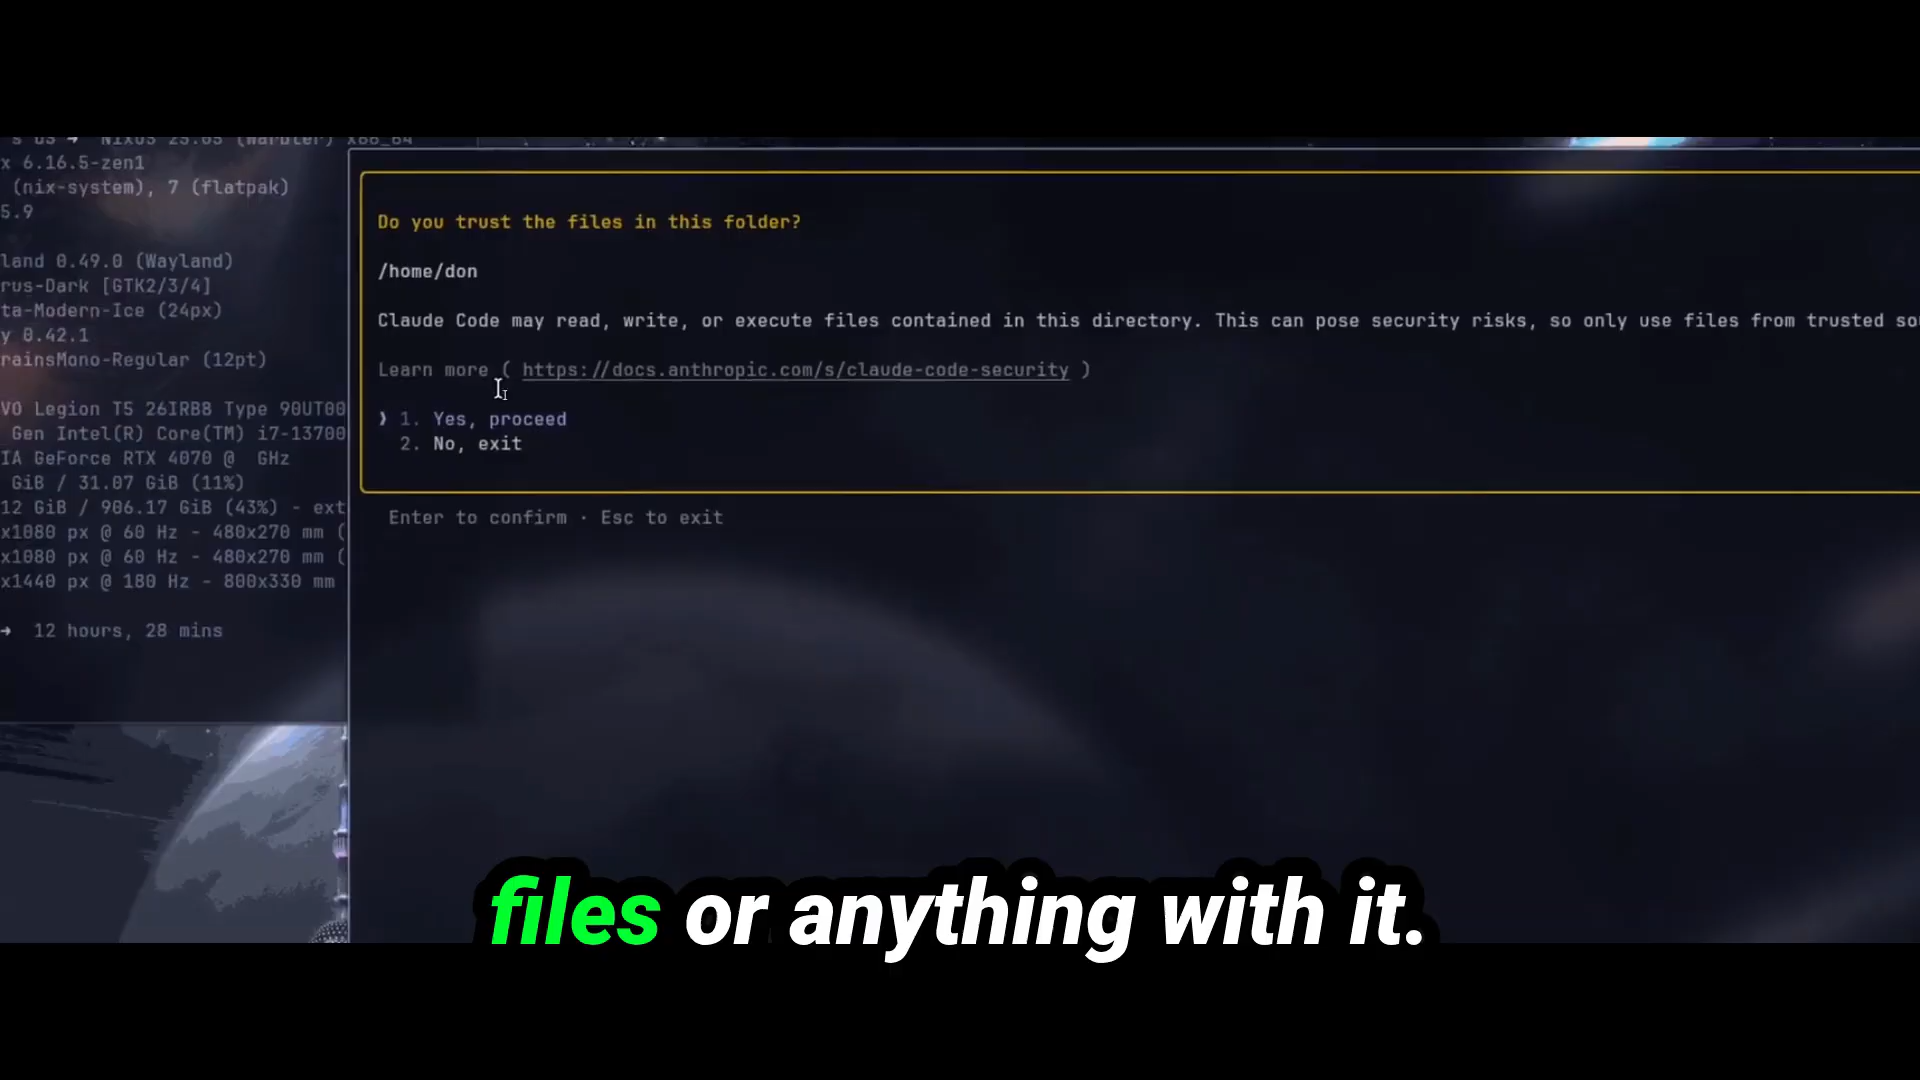 s os → NixOS 25.05 (Warbler) x86_64
x 6.16.5-zen1
(nix-system), 7 (flatpak)
5.9
land 0.49.0 (Wayland)
rus-Dark [GTK2/3/4]
ta-Modern-Ice (24px)
y 0.42.1
rainsMono-Regular (12pt)
VO Legion T5 26IRB8 Type 90UT00
Gen Intel(R) Core(TM) i7-13700
IA GeForce RTX 4070 @ GHz
GiB / 31.07 GiB (11%)
12 GiB / 906.17 GiB (43%) - ext
x1080 px @ 60 Hz - 480x270 mm (
x1080 px @ 60 Hz - 480x270 mm (
x1440 px @ 180 Hz - 800x330 mm
→ 12 hours, 28 mins
Do you trust the files in this folder?
/home/don
Claude Code may read, write, or execute files contained in this directory. This can pose security risks, so only use files from trusted sou
Learn more ( https://docs.anthropic.com/s/claude-code-security )
❯ 1. Yes, proceed
2. No, exit
Enter to confirm · Esc to exit
files or anything with it.